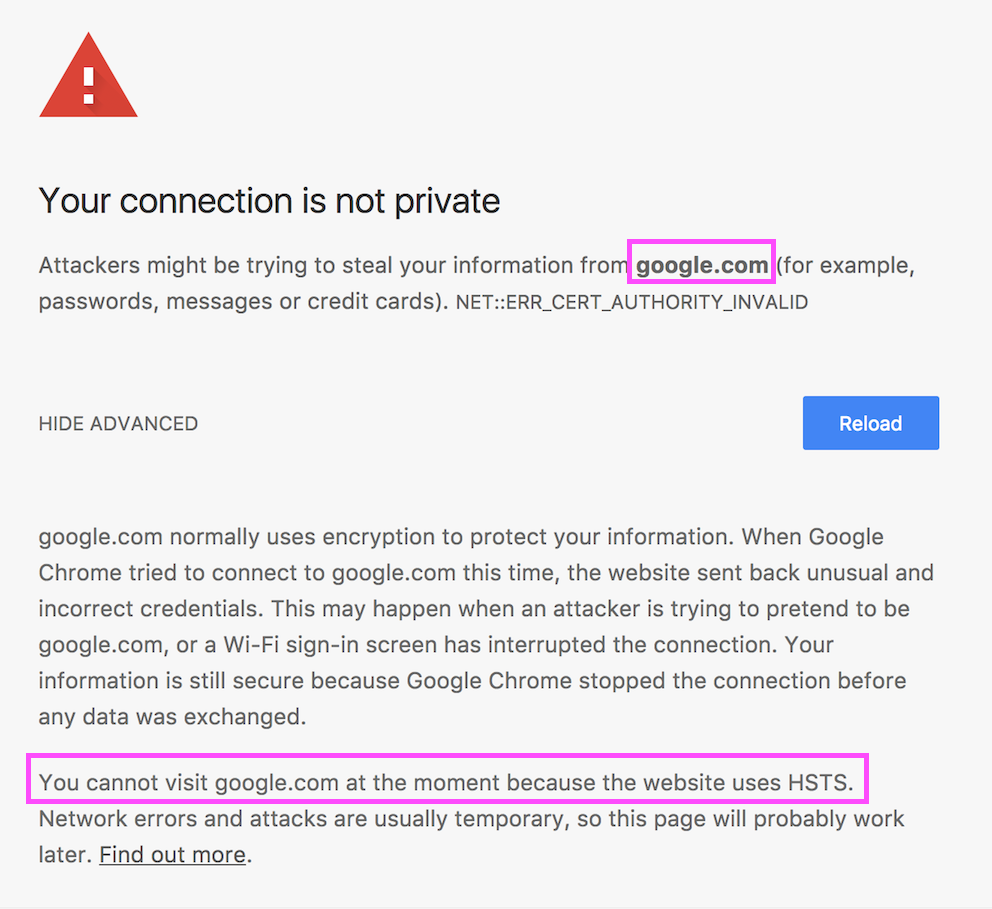 Your connection is not private
Attackers might be trying to steal your information from google.com (for example,
passwords, messages or credit cards). NET::ERR_CERT_AUTHORITY_INVALID
HIDE ADVANCED
Reload
google.com normally uses encryption to protect your information. When Google
Chrome tried to connect to google.com this time, the website sent back unusual and
incorrect credentials. This may happen when an attacker is trying to pretend to be
google.com, or a Wi-Fi sign-in screen has interrupted the connection. Your
information is still secure because Google Chrome stopped the connection before
any data was exchanged.
You cannot visit google.com at the moment because the website uses HSTS.
Network errors and attacks are usually temporary, so this page will probably work
later. Find out more.